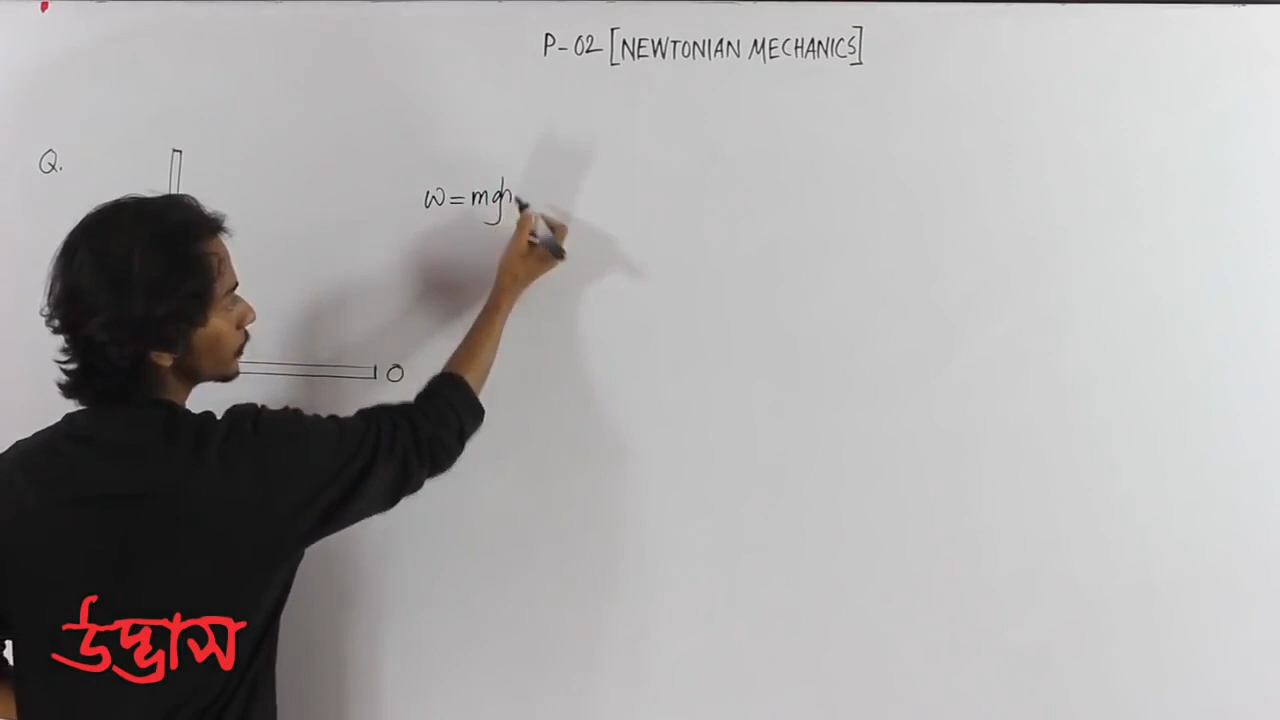 P-02 [NEWTONIAN MECHANICS]
Q.
W = mgh
O
উদ্ভাস